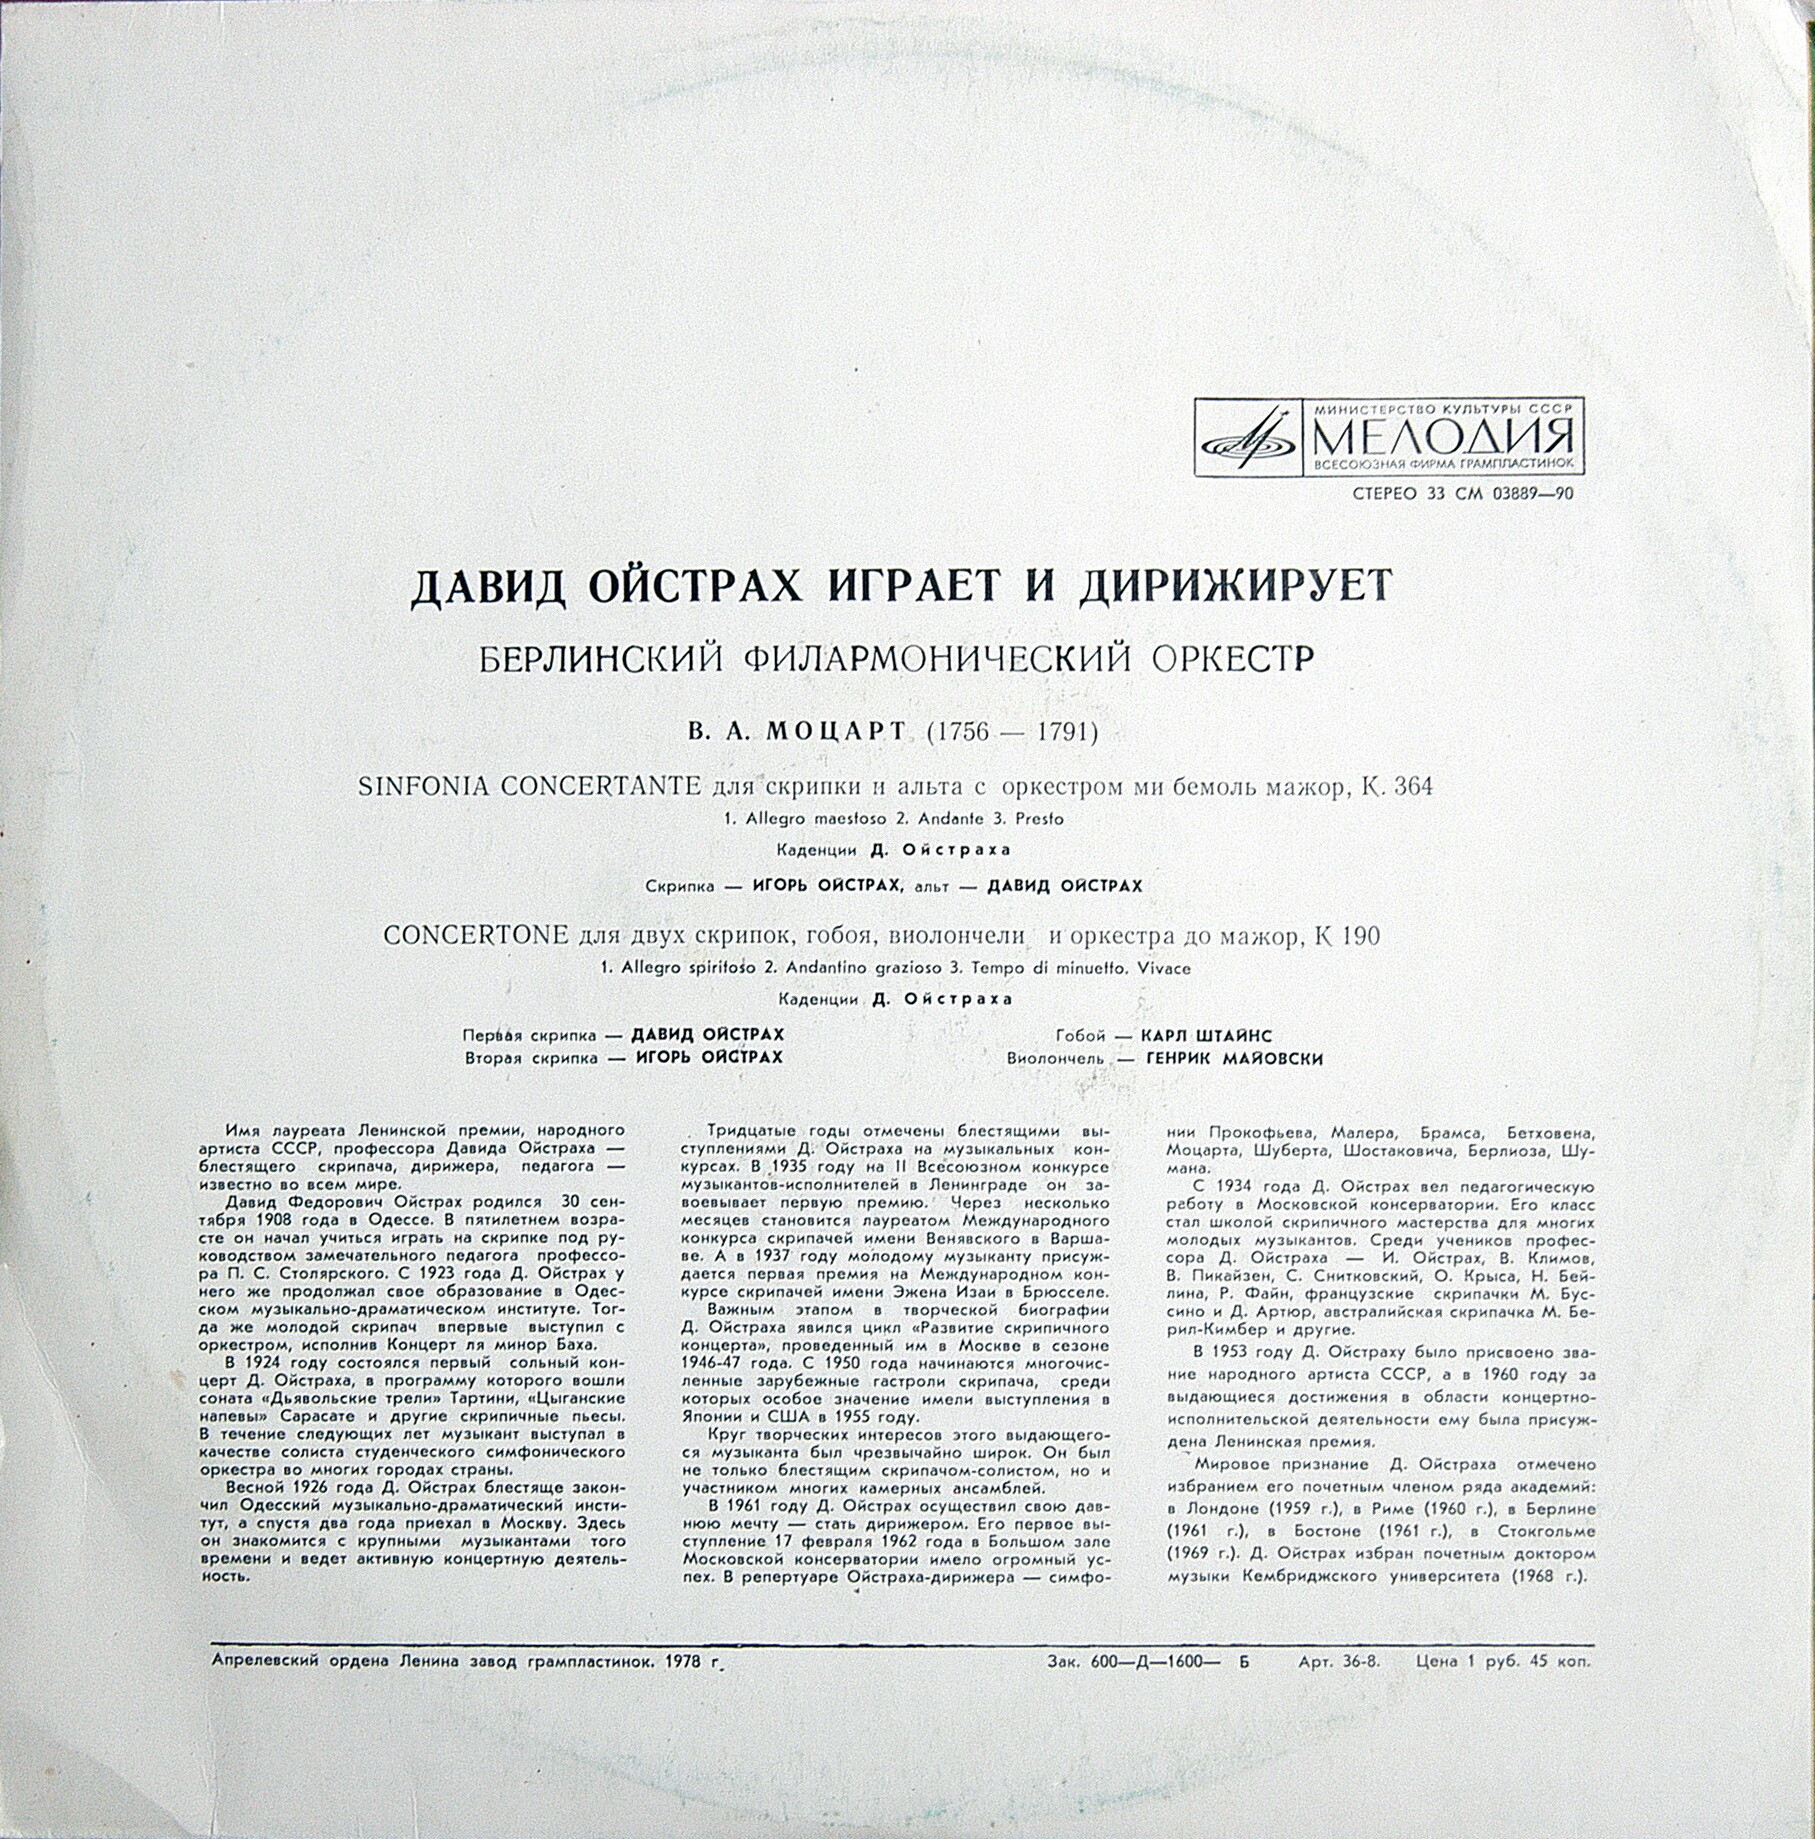 МИНИСТЕРСТВО КУЛЬТУРЫ СССР
МЕЛОДИЯ
ВСЕСОЮЗНАЯ ФИРМА ГРАМПЛАСТИНОК
СТЕРЕО 33 СМ 03889—90
ДАВИД ОЙСТРАХ ИГРАЕТ И ДИРИЖИРУЕТ
БЕРЛИНСКИЙ ФИЛАРМОНИЧЕСКИЙ ОРКЕСТР
В. А. МОЦАРТ (1756 — 1791)
SINFONIA CONCERTANTE для скрипки и альта с оркестром ми бемоль мажор, К. 364
1. Allegro maestoso 2. Andante 3. Presto
Каденции Д. Ойстраха
Скрипка — ИГОРЬ ОЙСТРАХ, альт — ДАВИД ОЙСТРАХ
CONCERTONE для двух скрипок, гобоя, виолончели и оркестра до мажор, К 190
1. Allegro spiritoso 2. Andantino grazioso 3. Tempo di minuetto. Vivace
Каденции Д. Ойстраха
Первая скрипка — ДАВИД ОЙСТРАХ
Вторая скрипка — ИГОРЬ ОЙСТРАХ
Гобой — КАРЛ ШТАЙНС
Виолончель — ГЕНРИК МАЙОВСКИ
Имя лауреата Ленинской премии, народного
артиста СССР, профессора Давида Ойстраха —
блестящего скрипача, дирижера, педагога —
известно во всем мире.
Давид Федорович Ойстрах родился 30 сен-
тября 1908 года в Одессе. В пятилетнем возра-
сте он начал учиться играть на скрипке под ру-
ководством замечательного педагога профессо-
ра П. С. Столярского. С 1923 года Д. Ойстрах у
него же продолжал свое образование в Одес-
ском музыкально-драматическом институте. Тог-
да же молодой скрипач впервые выступил с
оркестром, исполнив Концерт ля минор Баха.
В 1924 году состоялся первый сольный кон-
церт Д. Ойстраха, в программу которого вошли
соната «Дьявольские трели» Тартини, «Цыганские
напевы» Сарасате и другие скрипичные пьесы.
В течение следующих лет музыкант выступал в
качестве солиста студенческого симфонического
оркестра во многих городах страны.
Весной 1926 года Д. Ойстрах блестяще закон-
чил Одесский музыкально-драматический инсти-
тут, а спустя два года приехал в Москву. Здесь
он знакомится с крупными музыкантами того
времени и ведет активную концертную деятель-
ность.
Тридцатые годы отмечены блестящими вы-
ступлениями Д. Ойстраха на музыкальных кон-
курсах. В 1935 году на II Всесоюзном конкурсе
музыкантов-исполнителей в Ленинграде он за-
воевывает первую премию. Через несколько
месяцев становится лауреатом Международного
конкурса скрипачей имени Венявского в Варша-
ве. А в 1937 году молодому музыканту присуж-
дается первая премия на Международном кон-
курсе скрипачей имени Эжена Изаи в Брюсселе.
Важным этапом в творческой биографии
Д. Ойстраха явился цикл «Развитие скрипичного
концерта», проведенный им в Москве в сезоне
1946-47 года. С 1950 года начинаются многочис-
ленные зарубежные гастроли скрипача, среди
которых особое значение имели выступления в
Японии и США в 1955 году.
Круг творческих интересов этого выдающего-
ся музыканта был чрезвычайно широк. Он был
не только блестящим скрипачом-солистом, но и
участником многих камерных ансамблей.
В 1961 году Д. Ойстрах осуществил свою дав-
нюю мечту — стать дирижером. Его первое вы-
ступление 17 февраля 1962 года в Большом зале
Московской консерватории имело огромный ус-
пех. В репертуаре Ойстраха-дирижера — симфо-
нии Прокофьева, Малера, Брамса, Бетховена,
Моцарта, Шуберта, Шостаковича, Берлиоза, Шу-
мана.
С 1934 года Д. Ойстрах вел педагогическую
работу в Московской консерватории. Его класс
стал школой скрипичного мастерства для многих
молодых музыкантов. Среди учеников профес-
сора Д. Ойстраха — И. Ойстрах, В. Климов,
В. Пикайзен, С. Снитковский, О. Крыса, Н. Бей-
лина, Р. Файн, французские скрипачки М. Бус-
сино и Д. Артюр, австралийская скрипачка М. Бе-
рил-Кимбер и другие.
В 1953 году Д. Ойстраху было присвоено зва-
ние народного артиста СССР, а в 1960 году за
выдающиеся достижения в области концертно-
исполнительской деятельности ему была присуж-
дена Ленинская премия.
Мировое признание Д. Ойстраха отмечено
избранием его почетным членом ряда академий:
в Лондоне (1959 г.), в Риме (1960 г.), в Берлине
(1961 г.), в Бостоне (1961 г.), в Стокгольме
(1969 г.). Д. Ойстрах избран почетным доктором
музыки Кембриджского университета (1968 г.).
Апрелевский ордена Ленина завод грампластинок. 1978 г.
Зак. 600—Д—1600— Б Арт. 36-8. Цена 1 руб. 45 коп.